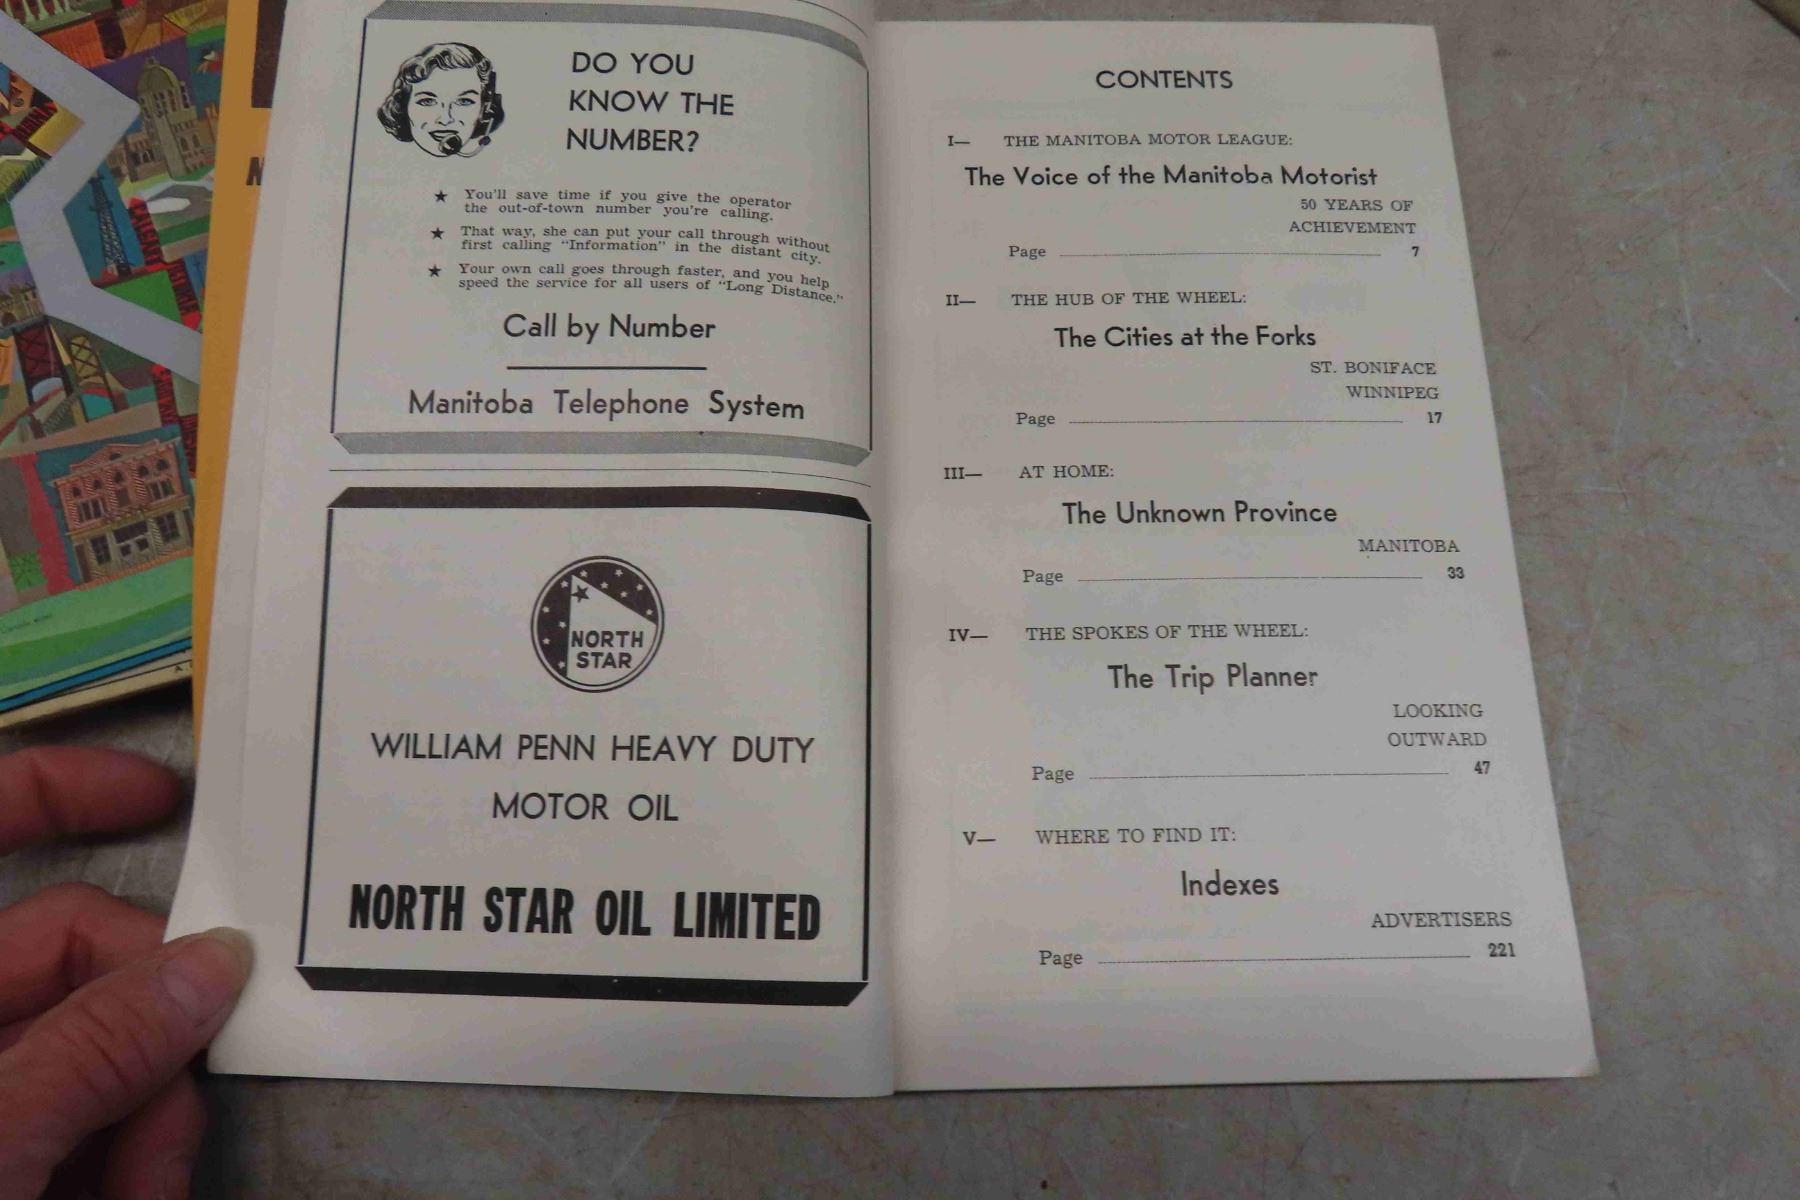 DO YOU
KNOW THE
NUMBER?
★ You'll save time if you give the operator
the out-of-town number you're calling.
★ That way, she can put your call through without
first calling "Information" in the distant city.
★ Your own call goes through faster, and you help
speed the service for all users of "Long Distance."
Call by Number
Manitoba Telephone System
NORTH
STAR
WILLIAM PENN HEAVY DUTY
MOTOR OIL
NORTH STAR OIL LIMITED
CONTENTS
I— THE MANITOBA MOTOR LEAGUE:
The Voice of the Manitoba Motorist
50 YEARS OF
ACHIEVEMENT
Page 7
II— THE HUB OF THE WHEEL:
The Cities at the Forks
ST. BONIFACE
WINNIPEG
Page 17
III— AT HOME:
The Unknown Province
MANITOBA
Page 33
IV— THE SPOKES OF THE WHEEL:
The Trip Planner
LOOKING
OUTWARD
Page 47
V— WHERE TO FIND IT:
Indexes
ADVERTISERS
Page 221